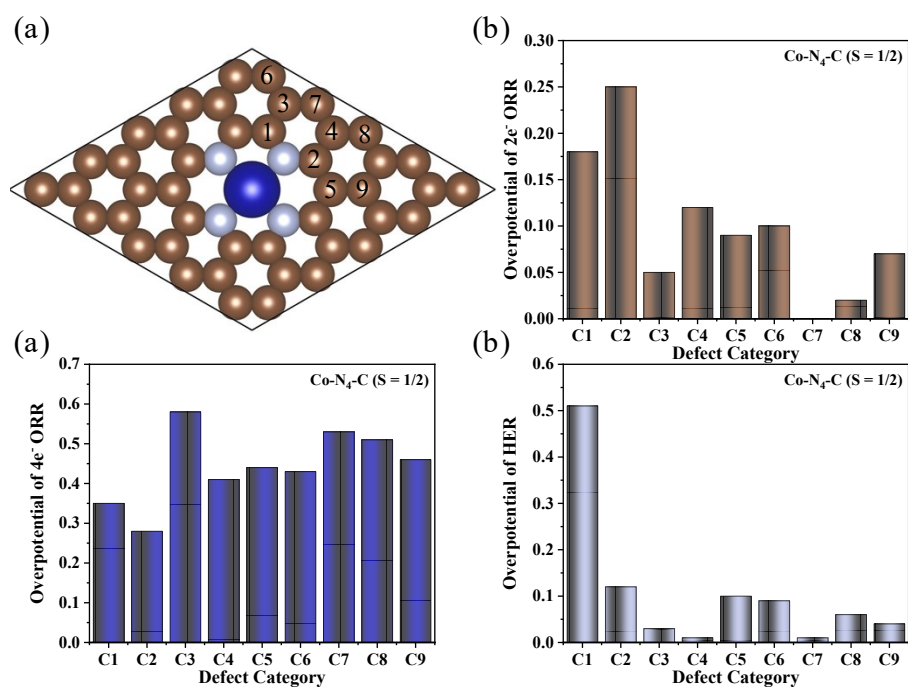 (a)
6
3 7
1 4 8
2
5 9
(b)
Co-N₄-C (S = 1/2)
Overpotential of 2e⁻ ORR
0.30
0.25
0.20
0.15
0.10
0.05
0.00
C1 C2 C3 C4 C5 C6 C7 C8 C9
Defect Category
(a)
Co-N₄-C (S = 1/2)
Overpotential of 4e⁻ ORR
0.7
0.6
0.5
0.4
0.3
0.2
0.1
0.0
C1 C2 C3 C4 C5 C6 C7 C8 C9
Defect Category
(b)
Co-N₄-C (S = 1/2)
Overpotential of HER
0.6
0.5
0.4
0.3
0.2
0.1
0.0
C1 C2 C3 C4 C5 C6 C7 C8 C9
Defect Category